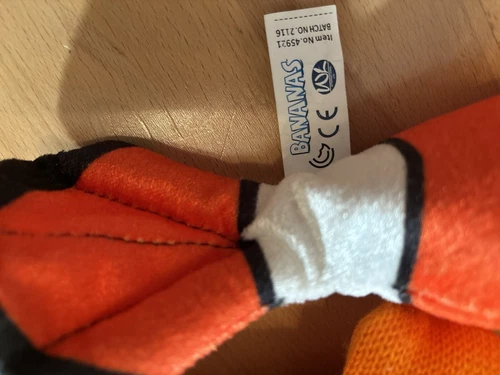 BANANAS
CE
Item No.45921
BATCH NO.2116